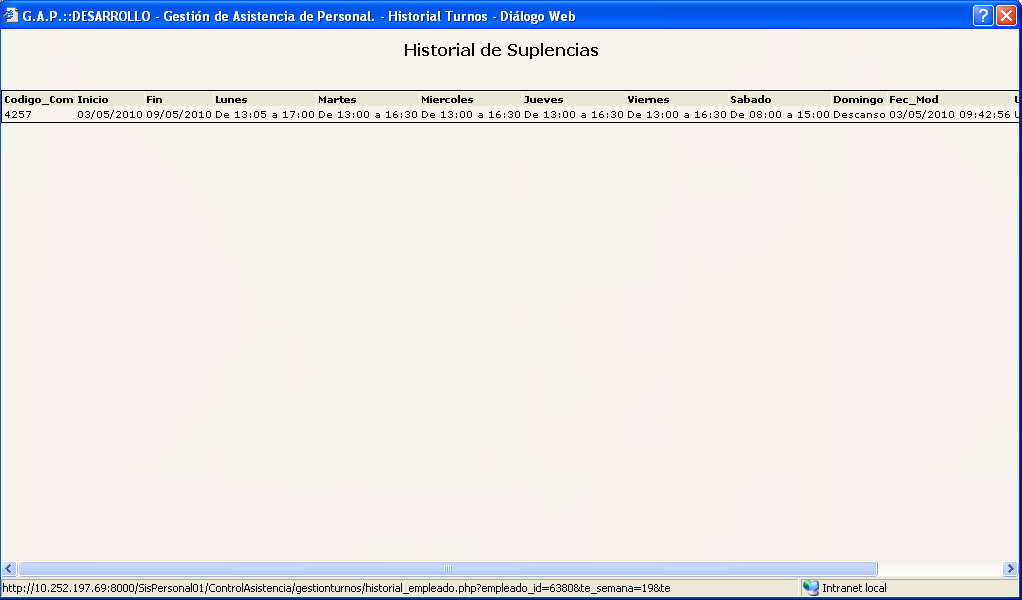 G.A.P.::DESARROLLO - Gestión de Asistencia de Personal. - Historial Turnos - Diálogo Web
Historial de Suplencias
Codigo_Com Inicio Fin Lunes Martes Miercoles Jueves Viernes Sabado Domingo Fec_Mod
4257 03/05/2010 09/05/2010 De 13:05 a 17:00 De 13:00 a 16:30 De 13:00 a 16:30 De 13:00 a 16:30 De 13:00 a 16:30 De 08:00 a 15:00 Descanso 03/05/2010 09:42:56
http://10.252.197.69:8000/SisPersonal01/ControlAsistencia/gestionturnos/historial_empleado.php?empleado_id=6380&te_semana=19&te Intranet local